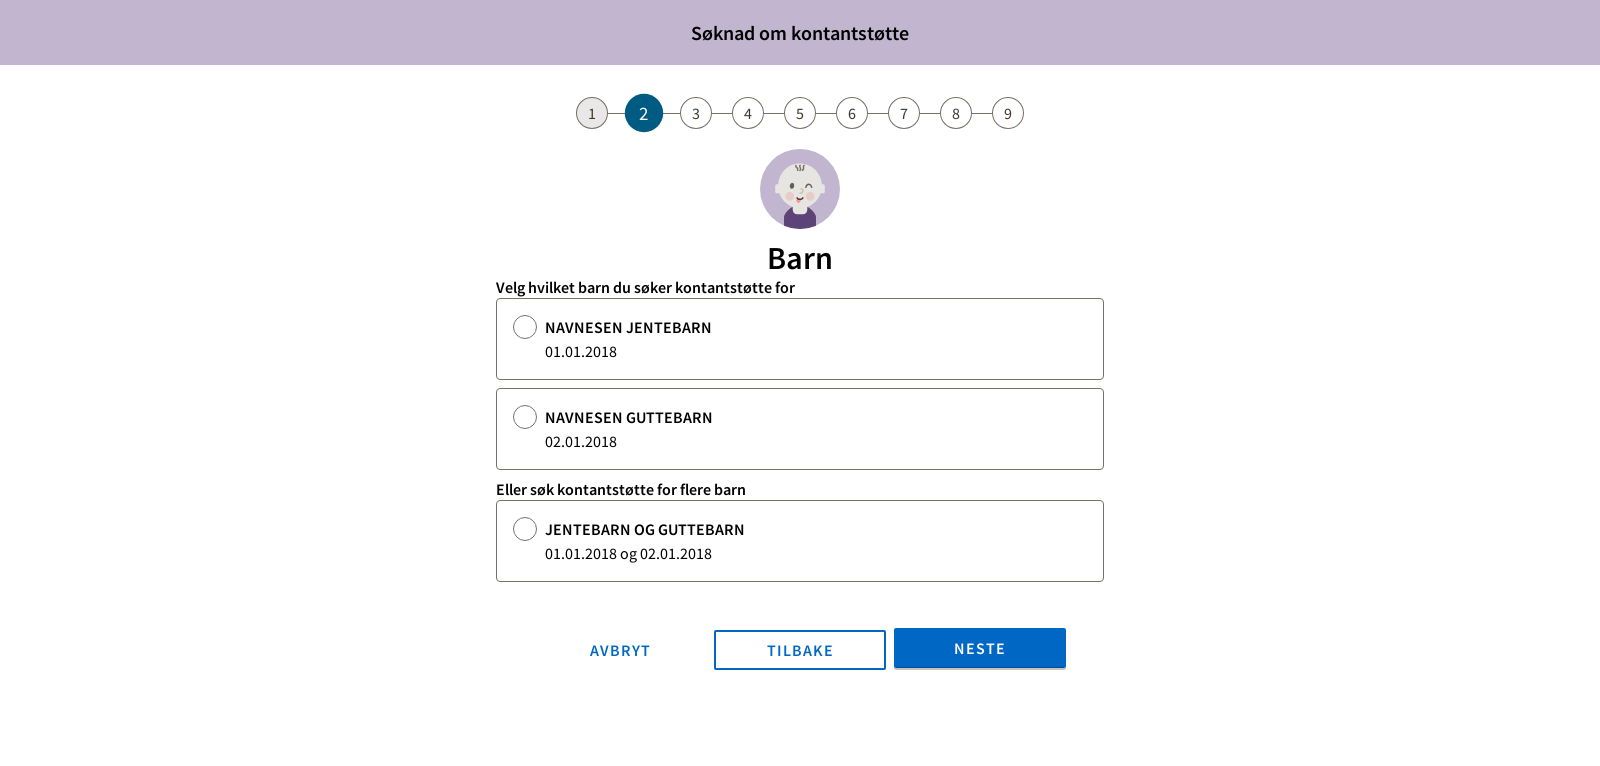 Søknad om kontantstøtte
1 2 3 4 5 6 7 8 9
Barn
Velg hvilket barn du søker kontantstøtte for
NAVNESEN JENTEBARN
01.01.2018
NAVNESEN GUTTEBARN
02.01.2018
Eller søk kontantstøtte for flere barn
JENTEBARN OG GUTTEBARN
01.01.2018 og 02.01.2018
AVBRYT TILBAKE NESTE